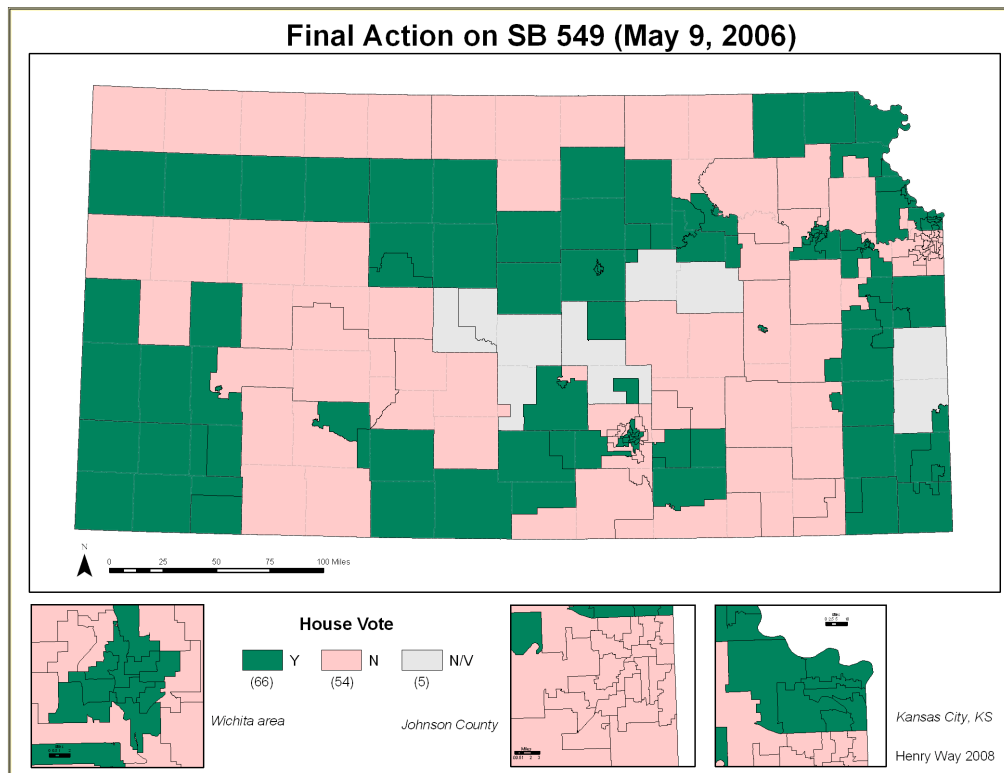 Final Action on SB 549 (May 9, 2006)
N
0 25 50 75 100 Miles
House Vote
Y N N/V
(66) (54) (5)
Wichita area
Johnson County
Kansas City, KS
Henry Way 2008
Miles